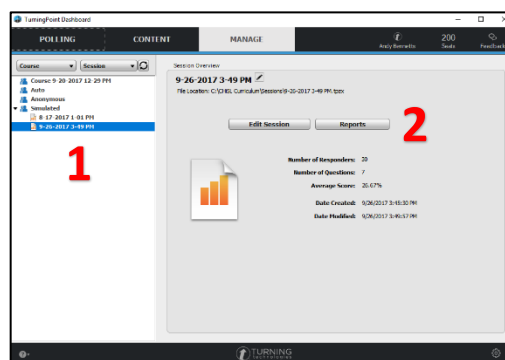 TurningPoint Dashboard
POLLING
CONTENT
MANAGE
Andy Bennetts
200
Seats
Feedback
Course
Session
Course 9-20-2017 12-29 PM
Auto
Anonymous
Simulated
8-17-2017 1-01 PM
9-26-2017 3-49 PM
1
Session Overview
9-26-2017 3-49 PM
File Location: C:\CHSL Curriculum\Sessions\9-26-2017 3-49 PM.tpzx
Edit Session
Reports
2
Number of Responders: 20
Number of Questions: 7
Average Score: 26.67%
Date Created: 9/26/2017 3:48:30 PM
Date Modified: 9/26/2017 3:49:57 PM
TURNING
TECHNOLOGIES